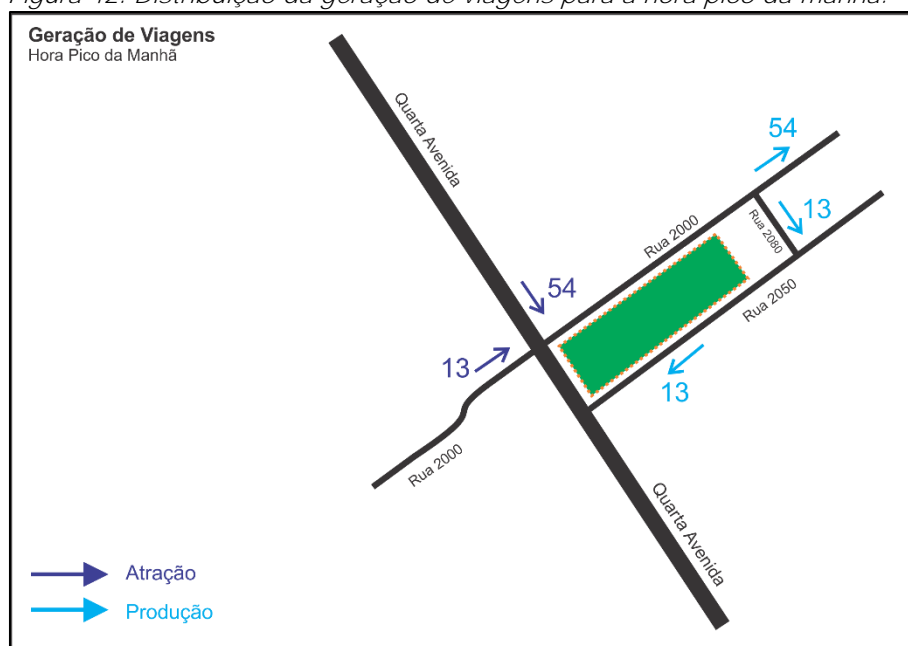 Figura 42: Distribuição da geração de viagens para a hora pico da manhã.
Geração de Viagens
Hora Pico da Manhã
Quarta Avenida
54
13
Rua 2000
Rua 2080
54
Rua 2050
13
13
Rua 2000
Quarta Avenida
Atração
Produção